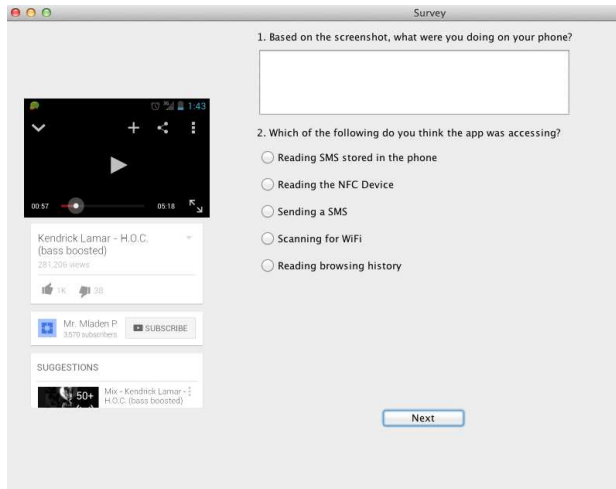 Survey
1. Based on the screenshot, what were you doing on your phone?
2. Which of the following do you think the app was accessing?
Reading SMS stored in the phone
Reading the NFC Device
Sending a SMS
Scanning for WiFi
Reading browsing history
Next
1:43
00:57
05:18
Kendrick Lamar - H.O.C.
(bass boosted)
281,206 views
1K 38
Mr. Mladen P
3,570 subscribers
SUBSCRIBE
SUGGESTIONS
50+
Mix - Kendrick Lamar -
H.O.C. (bass boosted)